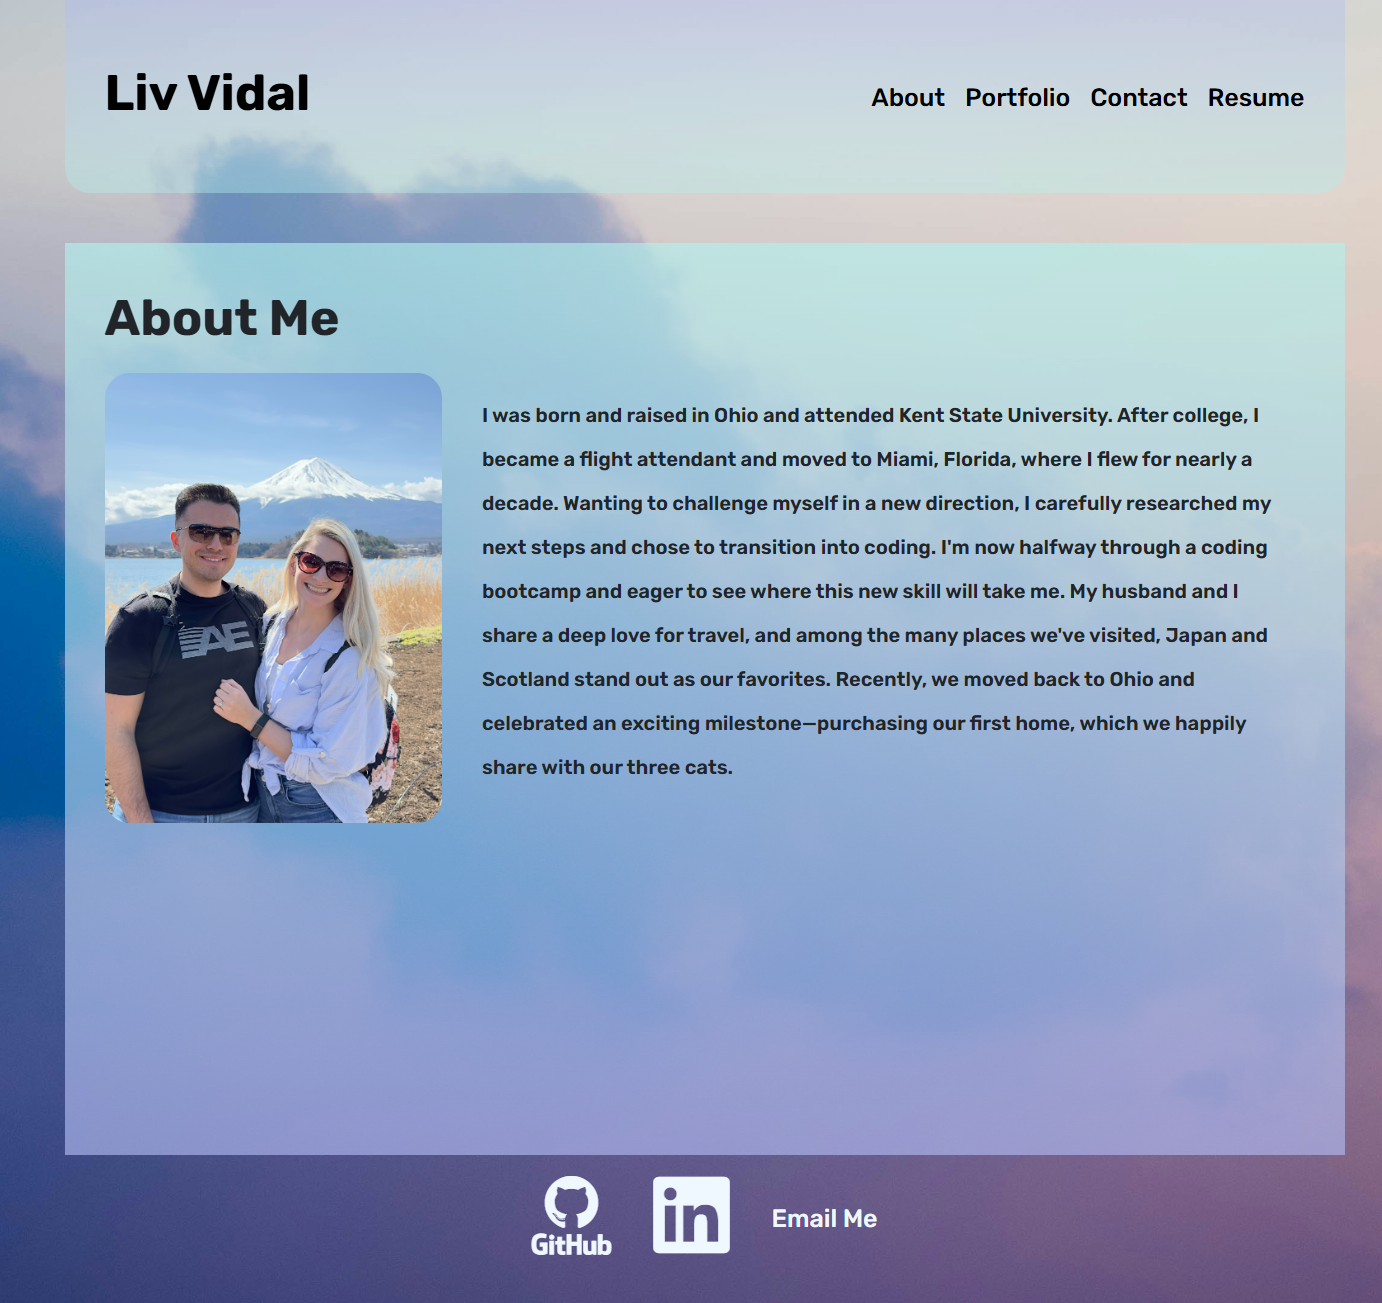 Liv Vidal
About Portfolio Contact Resume
About Me
I was born and raised in Ohio and attended Kent State University. After college, I
became a flight attendant and moved to Miami, Florida, where I flew for nearly a
decade. Wanting to challenge myself in a new direction, I carefully researched my
next steps and chose to transition into coding. I'm now halfway through a coding
bootcamp and eager to see where this new skill will take me. My husband and I
share a deep love for travel, and among the many places we've visited, Japan and
Scotland stand out as our favorites. Recently, we moved back to Ohio and
celebrated an exciting milestone—purchasing our first home, which we happily
share with our three cats.
AE
GitHub
in
Email Me